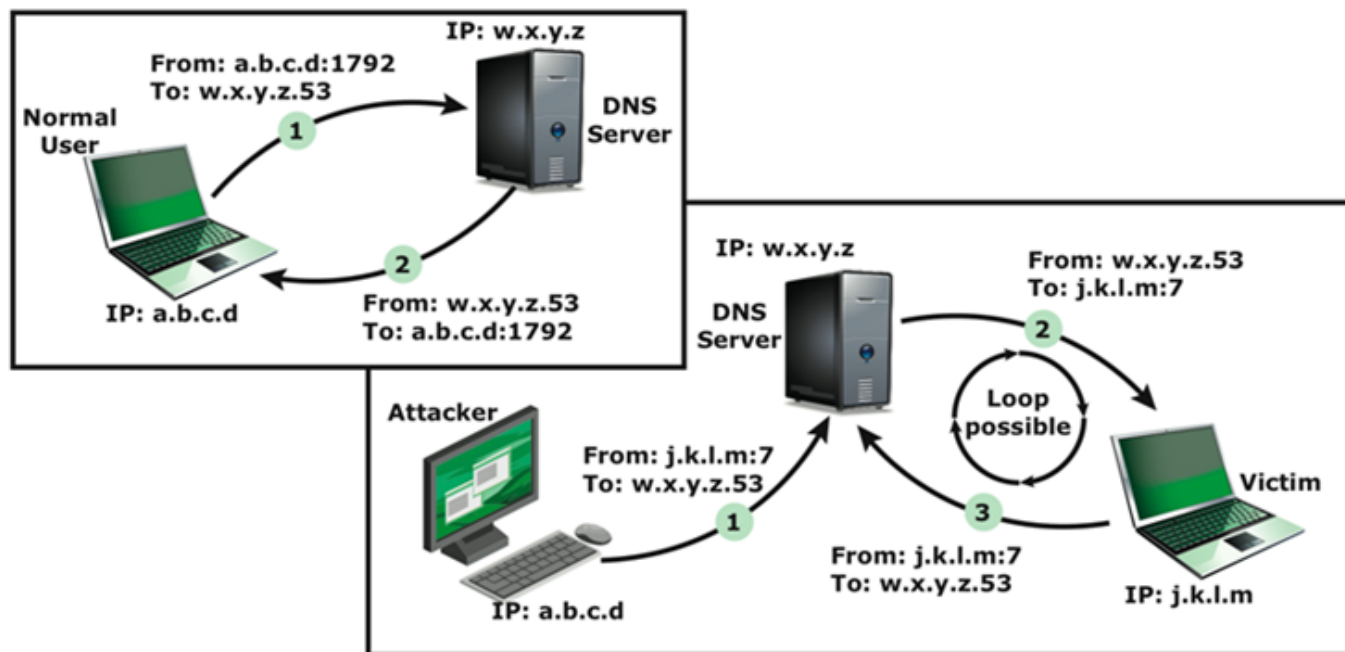 IP: w.x.y.z
From: a.b.c.d:1792
To: w.x.y.z.53
Normal
User
1
DNS
Server
2
From: w.x.y.z.53
To: a.b.c.d:1792
IP: a.b.c.d
IP: w.x.y.z
DNS
Server
From: w.x.y.z.53
To: j.k.l.m:7
2
Loop
possible
Attacker
From: j.k.l.m:7
To: w.x.y.z.53
1
3
Victim
From: j.k.l.m:7
To: w.x.y.z.53
IP: a.b.c.d
IP: j.k.l.m